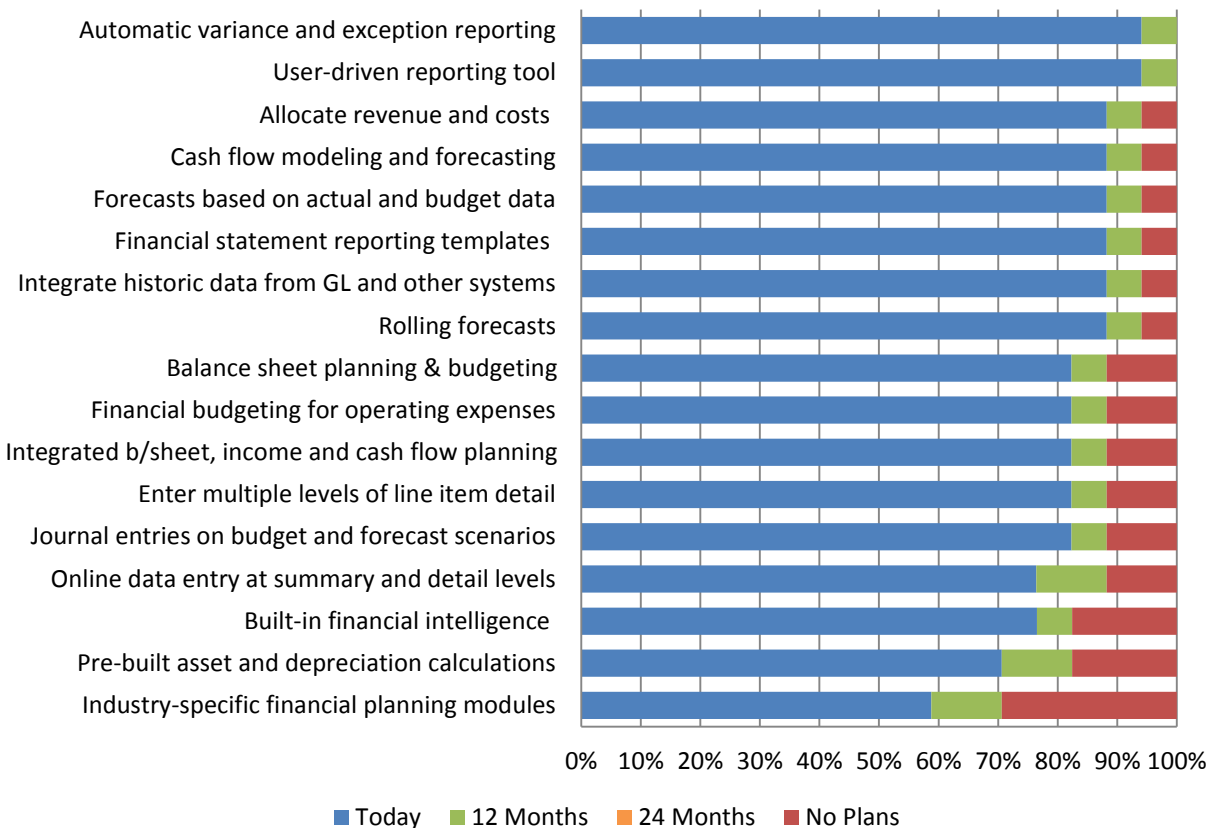 Automatic variance and exception reporting
User-driven reporting tool
Allocate revenue and costs
Cash flow modeling and forecasting
Forecasts based on actual and budget data
Financial statement reporting templates
Integrate historic data from GL and other systems
Rolling forecasts
Balance sheet planning & budgeting
Financial budgeting for operating expenses
Integrated b/sheet, income and cash flow planning
Enter multiple levels of line item detail
Journal entries on budget and forecast scenarios
Online data entry at summary and detail levels
Built-in financial intelligence
Pre-built asset and depreciation calculations
Industry-specific financial planning modules
0% 10% 20% 30% 40% 50% 60% 70% 80% 90% 100%
Today 12 Months 24 Months No Plans